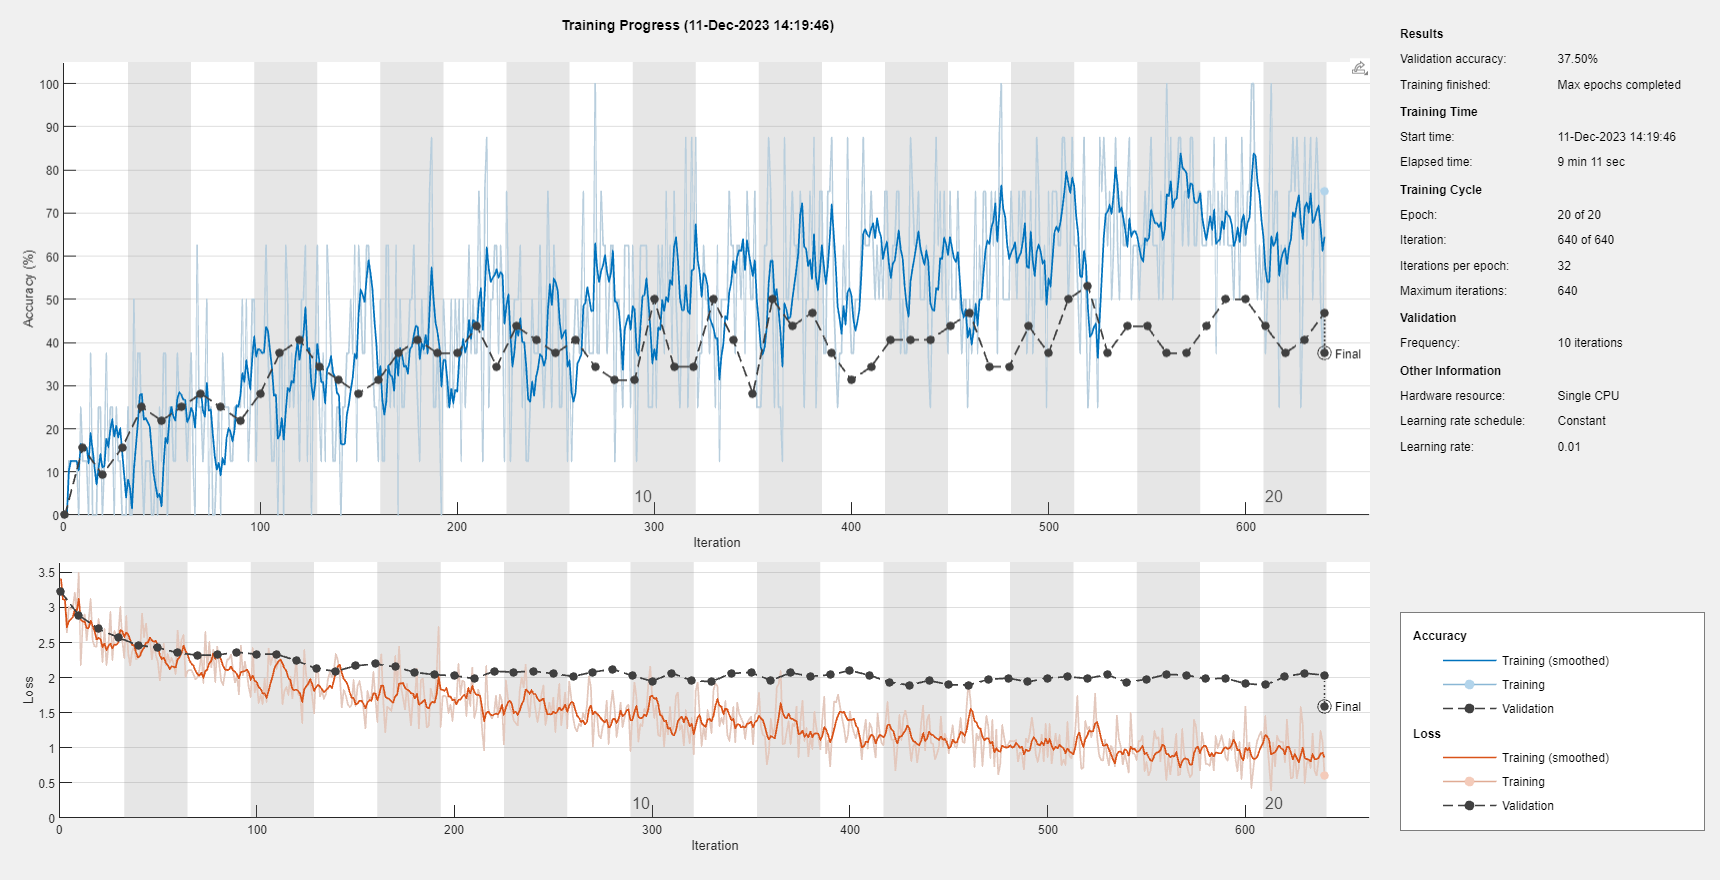 Training Progress (11-Dec-2023 14:19:46)
100
90
80
70
60
50
40
30
20
10
0
Accuracy (%)
10
20
0
100
200
300
400
500
600
Iteration
Final
3.5
3
2.5
2
1.5
1
0.5
0
Loss
10
20
0
100
200
300
400
500
600
Iteration
Final
Results
Validation accuracy: 37.50%
Training finished: Max epochs completed
Training Time
Start time: 11-Dec-2023 14:19:46
Elapsed time: 9 min 11 sec
Training Cycle
Epoch: 20 of 20
Iteration: 640 of 640
Iterations per epoch: 32
Maximum iterations: 640
Validation
Frequency: 10 iterations
Other Information
Hardware resource: Single CPU
Learning rate schedule: Constant
Learning rate: 0.01
Accuracy
Training (smoothed)
Training
Validation
Loss
Training (smoothed)
Training
Validation